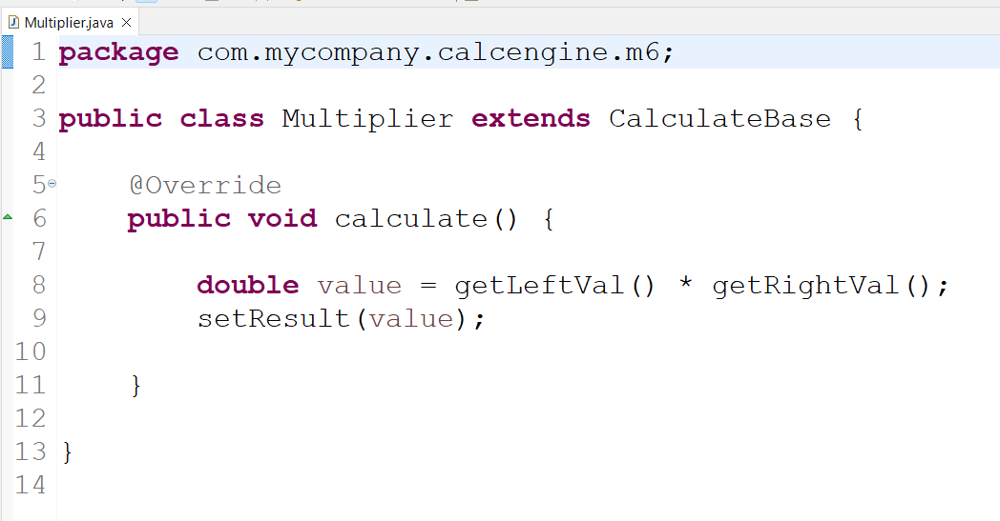 Multiplier.java
1 package com.mycompany.calcengine.m6;
2
3 public class Multiplier extends CalculateBase {
4
5 @Override
6 public void calculate() {
7
8 double value = getLeftVal() * getRightVal();
9 setResult(value);
10
11 }
12
13 }
14